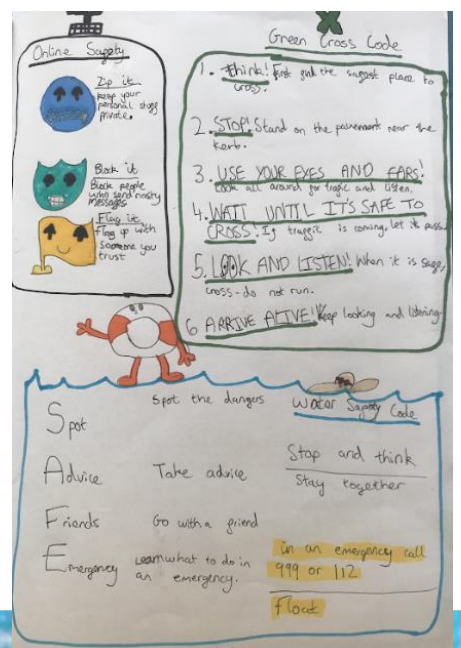 Online Safety
Zip it
keep your
personal stuff
private.
Block it
Block people
who send nasty
messages
Flag it
Flag up with
someone you
trust
Green Cross Code
1. Think! First find the safest place to
cross.
2. STOP! Stand on the pavement near the
kerb.
3. USE YOUR EYES AND EARS!
Look all around for traffic and listen.
4. WAIT UNTIL IT'S SAFE TO
CROSS! If traffic is coming, let it pass.
5. LOOK AND LISTEN! When it is safe,
cross - do not run.
6 ARRIVE ALIVE! Keep looking and listening.
Water Safety Code
Spot
Spot the dangers
Advice
Take advice
Friends
Go with a friend
Emergency
Learn what to do in
an emergency.
Stop and think
Stay together
in an emergency call
999 or 112
Float